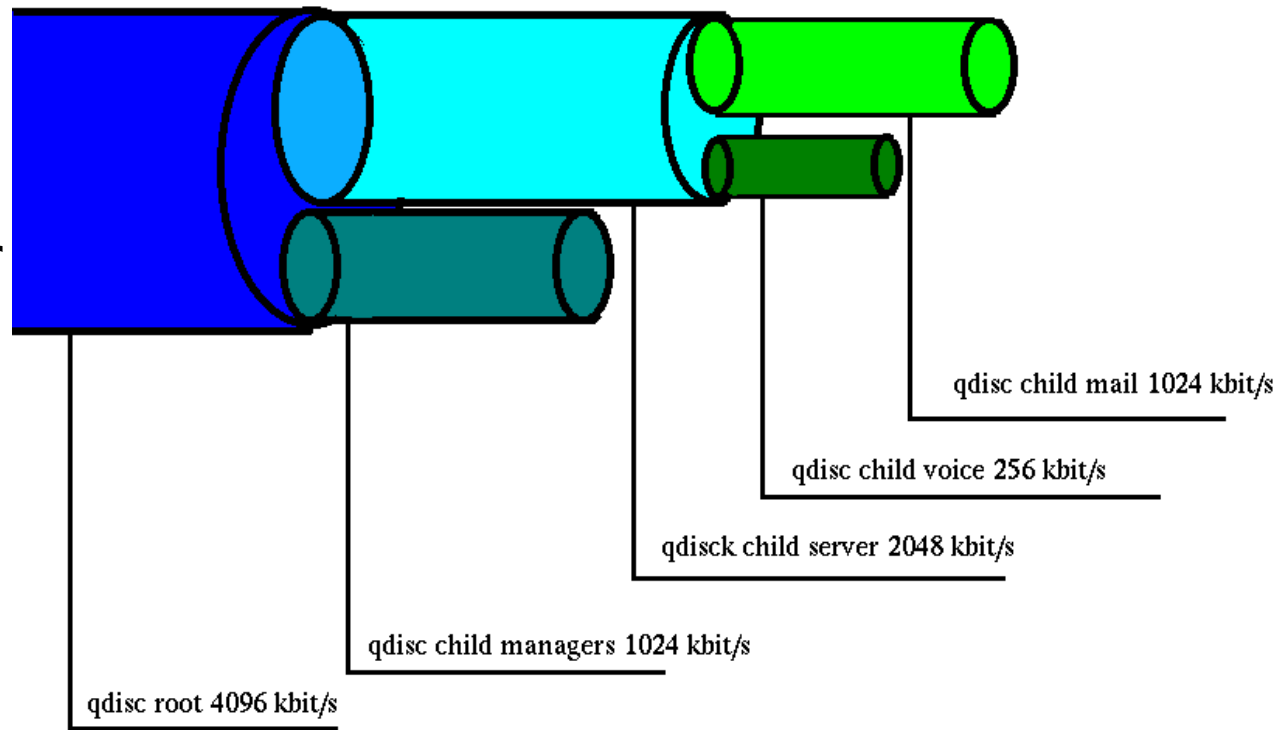 qdisc child mail 1024 kbit/s
qdisc child voice 256 kbit/s
qdisck child server 2048 kbit/s
qdisc child managers 1024 kbit/s
qdisc root 4096 kbit/s